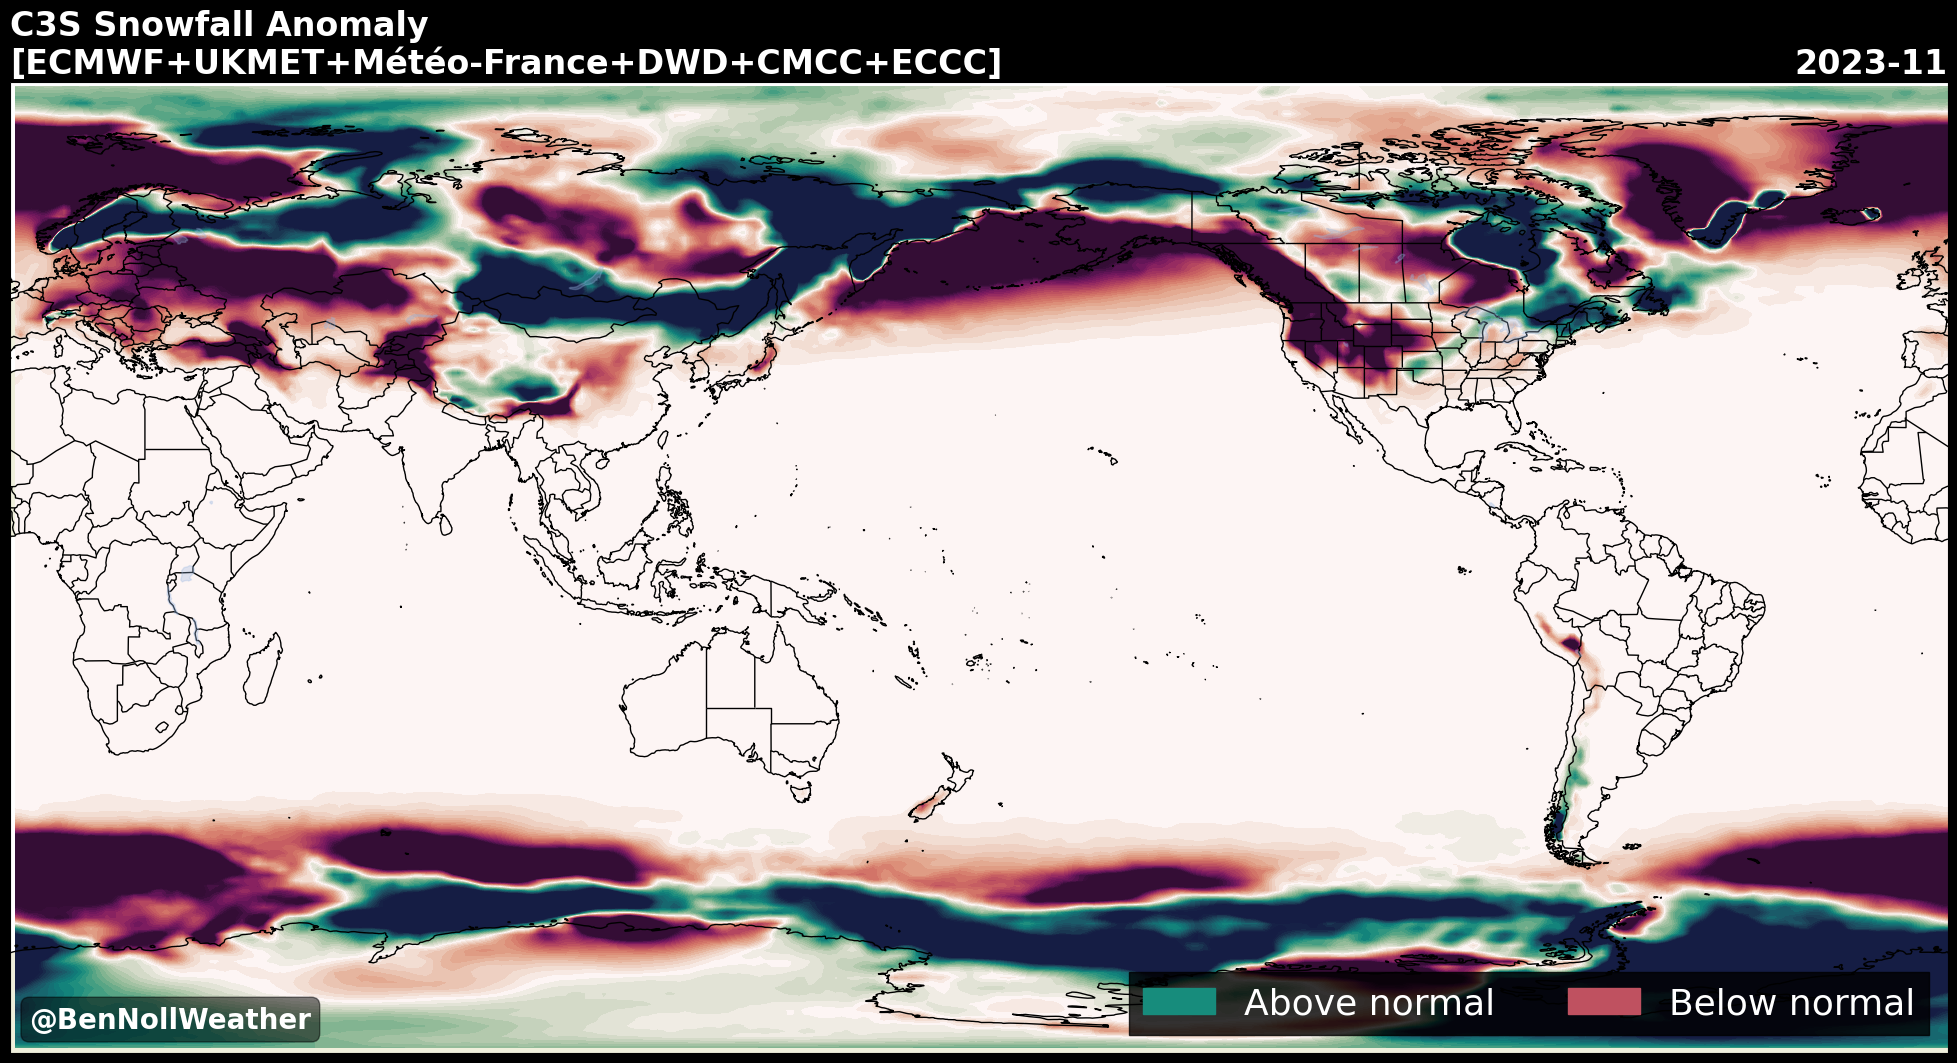 C3S Snowfall Anomaly
[ECMWF+UKMET+Météo-France+DWD+CMCC+ECCC]
2023-11
@BenNollWeather
Above normal
Below normal